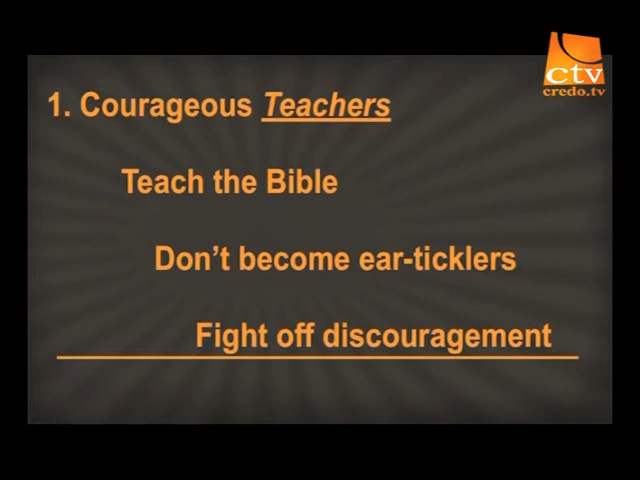 ctv
credo.tv
1. Courageous Teachers
Teach the Bible
Don't become ear-ticklers
Fight off discouragement